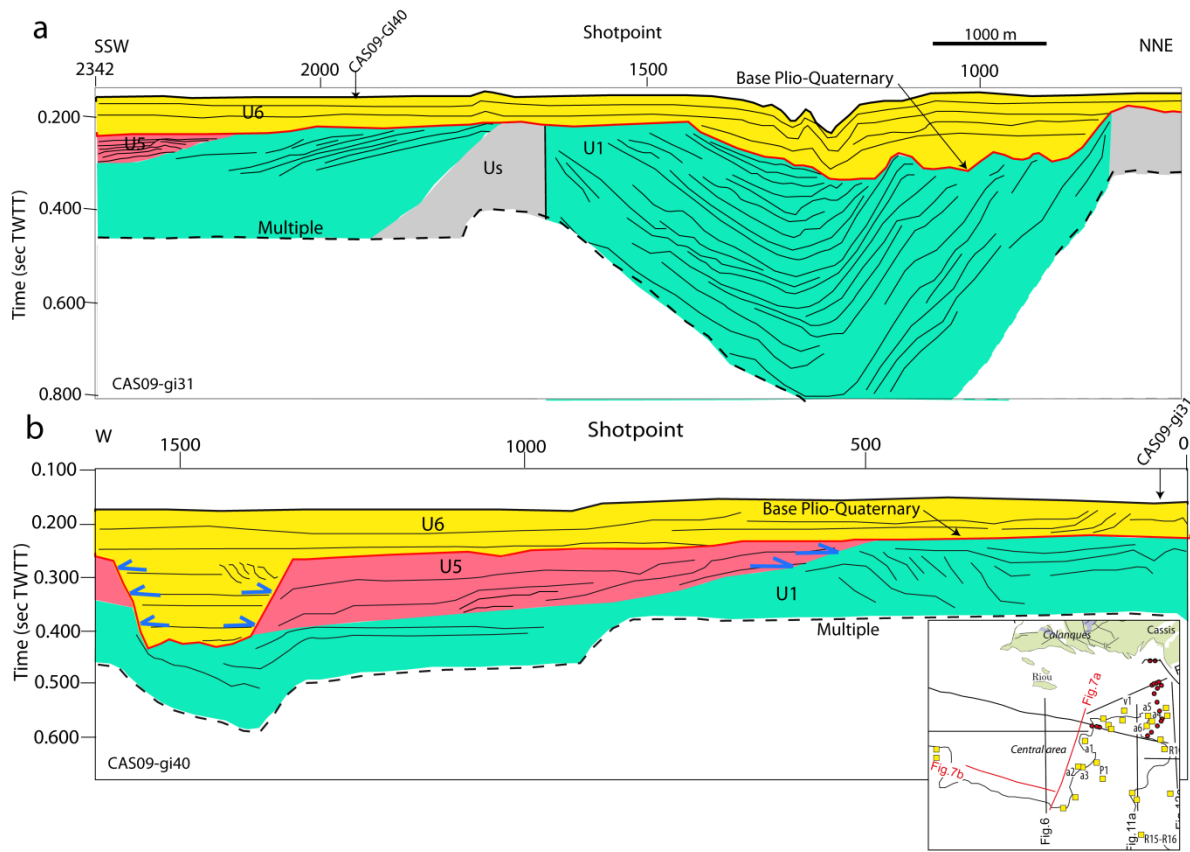 a
SSW
Shotpoint
1000 m
NNE
CAS09-GI40
2342 2000 1500 1000
Base Plio-Quaternary
Time (sec TWTT)
0.200
0.400
0.600
0.800
U6
U5
U1
Us
Multiple
CAS09-gi31
b
W
Shotpoint
CAS09-gi31
1500 1000 500 0
Time (sec TWTT)
0.100
0.200
0.300
0.400
0.500
0.600
Base Plio-Quaternary
U6
U5
U1
Multiple
CAS09-gi40
Calanques
Cassis
Riou
Fig.7a
v1
a5
a4
a6
Central area
a1
a2
a3
P1
Fig.7b
Fig.6
Fig.11a
R15-R16